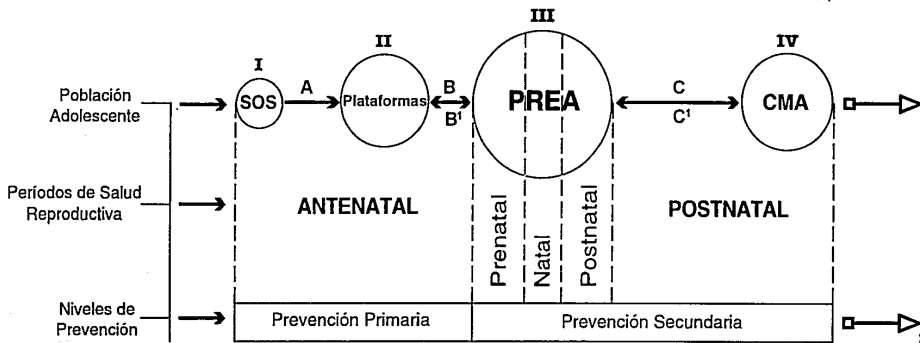 III
II
IV
I
Población
Adolescente
SOS
A
Plataformas
B
B¹
PREA
C
C¹
CMA
Períodos de Salud
Reproductiva
ANTENATAL
Prenatal
Natal
Postnatal
POSTNATAL
Niveles de
Prevención
Prevención Primaria
Prevención Secundaria